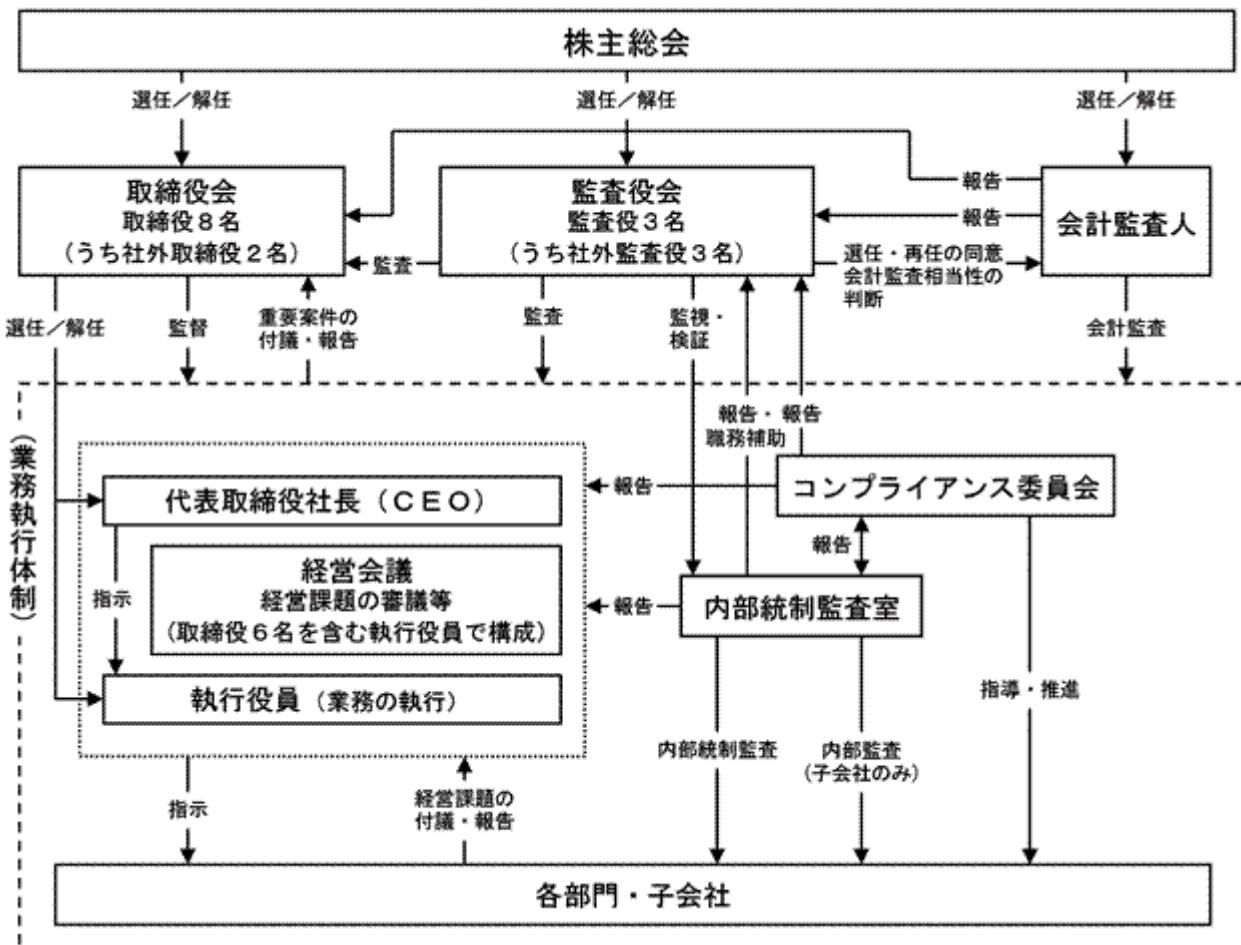 株主総会
選任／解任
選任／解任
選任／解任
取締役会
取締役８名
（うち社外取締役２名）
監査役会
監査役３名
（うち社外監査役３名）
会計監査人
報告
報告
監査
選任・再任の同意
会計監査相当性の
判断
選任／解任
監督
重要案件の
付議・報告
監査
監視・
検証
会計監査
（業務執行体制）
報告・
職務補助
報告
コンプライアンス委員会
報告
代表取締役社長（ＣＥＯ）
報告
経営会議
経営課題の審議等
（取締役６名を含む執行役員で構成）
指示
報告
内部統制監査室
執行役員（業務の執行）
指導・推進
内部統制監査
内部監査
（子会社のみ）
指示
経営課題の
付議・報告
各部門・子会社